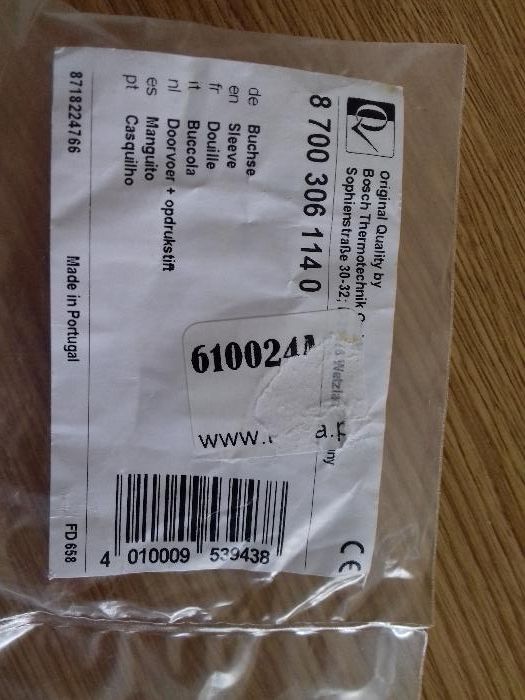 Original Quality by
Bosch Thermotechnik
Sophienstraße 30-32;
Wetzlar
8 700 306 114 0
de Buchse
en Sleeve
fr Douille
it Buccola
nl Doorvoer + opdrukstift
es Manguito
pt Casquilho
8718224766 Made in Portugal FD 658
610024
www.
CE
4 010009 539438